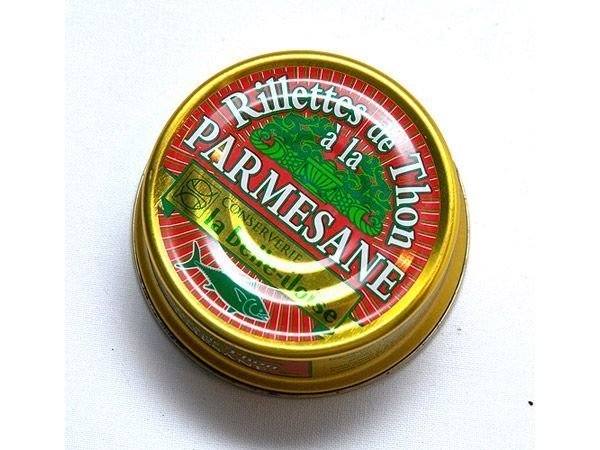 Rillettes de Thon
à la
PARMESANE
CONSERVERIE
la belle-iloise